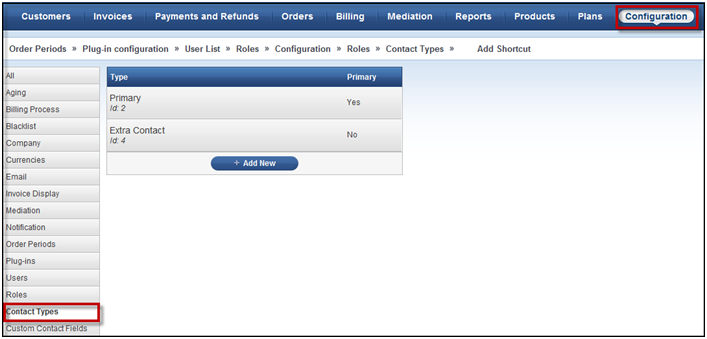 Customers Invoices Payments and Refunds Orders Billing Mediation Reports Products Plans Configuration
Order Periods » Plug-in configuration » User List » Roles » Configuration » Roles » Contact Types » Add Shortcut
All
Aging
Billing Process
Blacklist
Company
Currencies
Email
Invoice Display
Mediation
Notification
Order Periods
Plug-ins
Users
Roles
Contact Types
Custom Contact Fields
Type Primary
Primary Yes
Id: 2
Extra Contact No
Id: 4
+ Add New